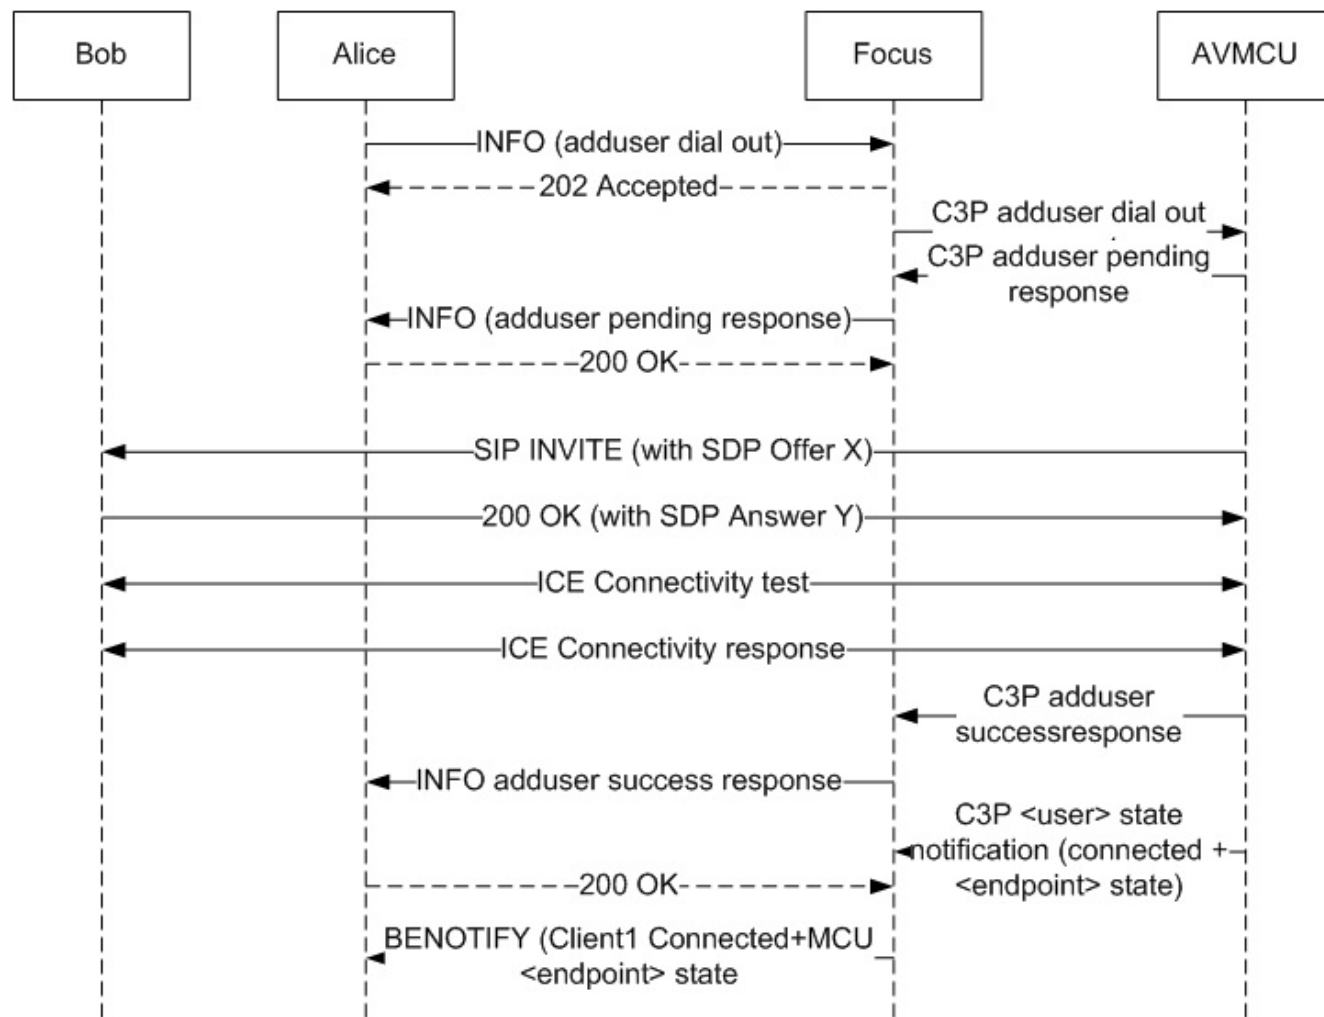 Bob
Alice
Focus
AVMCU
INFO (adduser dial out)
202 Accepted
C3P adduser dial out
C3P adduser pending
response
INFO (adduser pending response)
200 OK
SIP INVITE (with SDP Offer X)
200 OK (with SDP Answer Y)
ICE Connectivity test
ICE Connectivity response
C3P adduser
successresponse
INFO adduser success response
C3P <user> state
notification (connected +
<endpoint> state)
200 OK
BENOTIFY (Client1 Connected+MCU
<endpoint> state